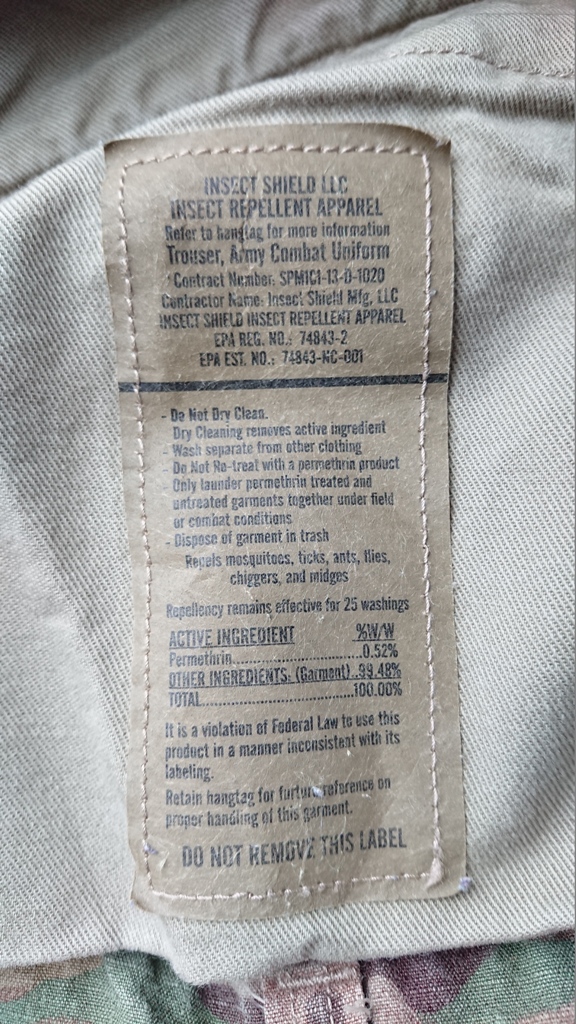 INSECT SHIELD LLC
INSECT REPELLENT APPAREL
Refer to hangtag for more information
Trouser, Army Combat Uniform
Contract Number: SPM1C1-13-D-1020
Contractor Name: Insect Shield Mfg, LLC
INSECT SHIELD INSECT REPELLENT APPAREL
EPA REG. NO.: 74843-2
EPA EST. NO.: 74843-NC-001
- Do Not Dry Clean.
Dry Cleaning removes active ingredient
- Wash separate from other clothing
- Do Not Re-treat with a permethrin product
- Only launder permethrin treated and
untreated garments together under field
or combat conditions
- Dispose of garment in trash
Repels mosquitoes, ticks, ants, flies,
chiggers, and midges
Repellency remains effective for 25 washings
ACTIVE INGREDIENT %W/W
Permethrin.....................0.52%
OTHER INGREDIENTS: (Garment)..99.48%
TOTAL..........................100.00%
It is a violation of Federal Law to use this
product in a manner inconsistent with its
labeling.
Retain hangtag for furture reference on
proper handling of this garment.
DO NOT REMOVE THIS LABEL